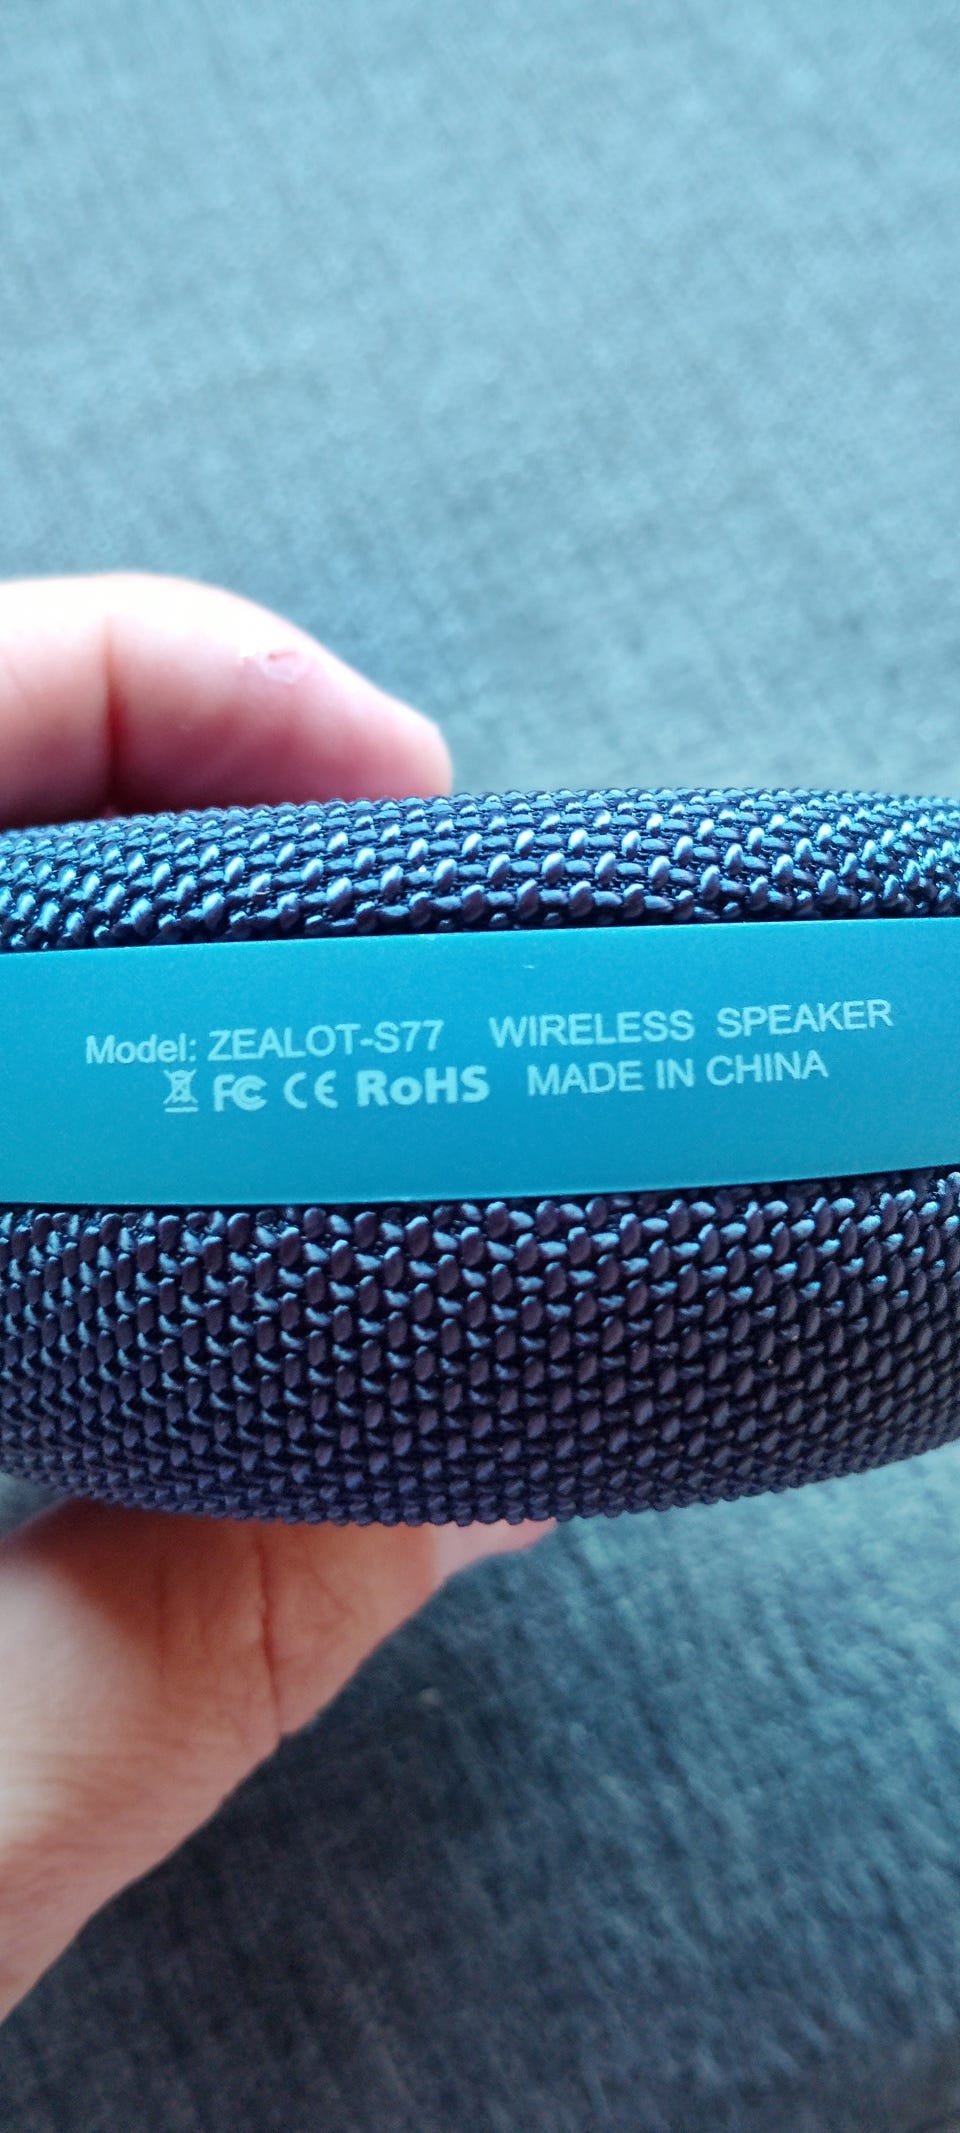 Model: ZEALOT-S77 WIRELESS SPEAKER
FC CE RoHS MADE IN CHINA